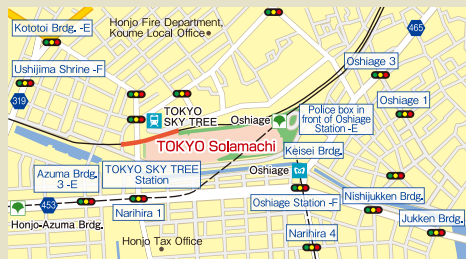 Kototoi Brdg. -E
Honjo Fire Department,
Koume Local Office
465
Oshiage 3
Ushijima Shrine -F
319
TOKYO
SKY TREE
Oshiage
Police box in
front of Oshiage
Station -E
Oshiage 1
TOKYO Solamachi
Keisei Brdg.
Azuma Brdg.
3 -E
TOKYO SKY TREE
Station
Oshiage
Nishijukken Brdg.
453
Narihira 1
Oshiage Station -F
Jukken Brdg.
Honjo-Azuma Brdg.
Honjo Tax Office
Narihira 4